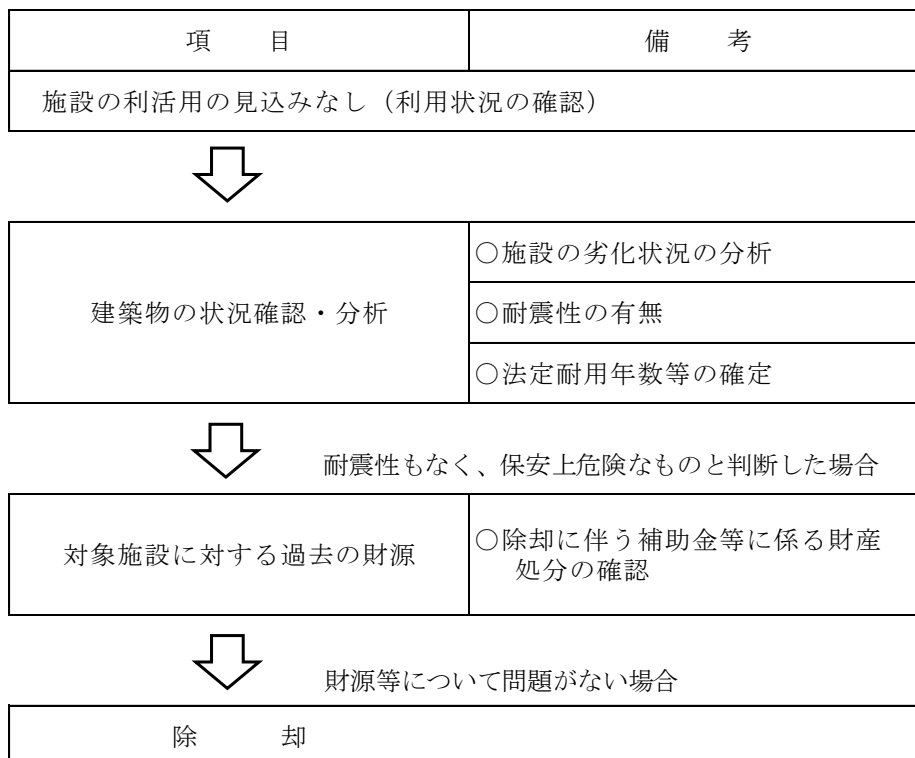 項　　目
備　　考
施設の利活用の見込みなし（利用状況の確認）
建築物の状況確認・分析
○施設の劣化状況の分析
○耐震性の有無
○法定耐用年数等の確定
耐震性もなく、保安上危険なものと判断した場合
対象施設に対する過去の財源
○除却に伴う補助金等に係る財産
処分の確認
財源等について問題がない場合
除　　　却